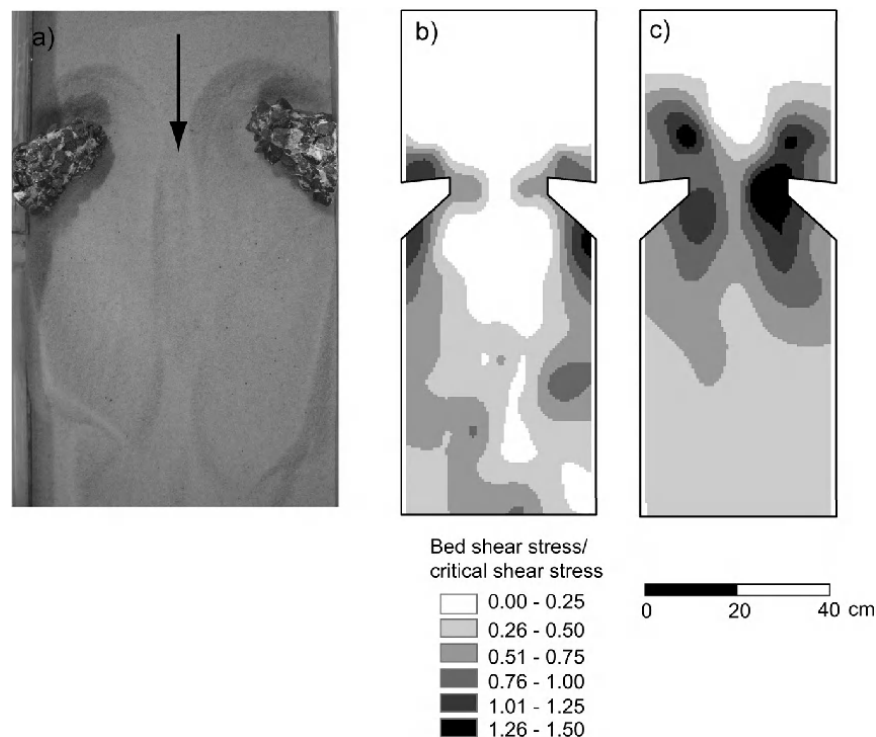 a)
b)
c)
Bed shear stress/
critical shear stress
0.00 - 0.25
0.26 - 0.50
0.51 - 0.75
0.76 - 1.00
1.01 - 1.25
1.26 - 1.50
0 20 40 cm